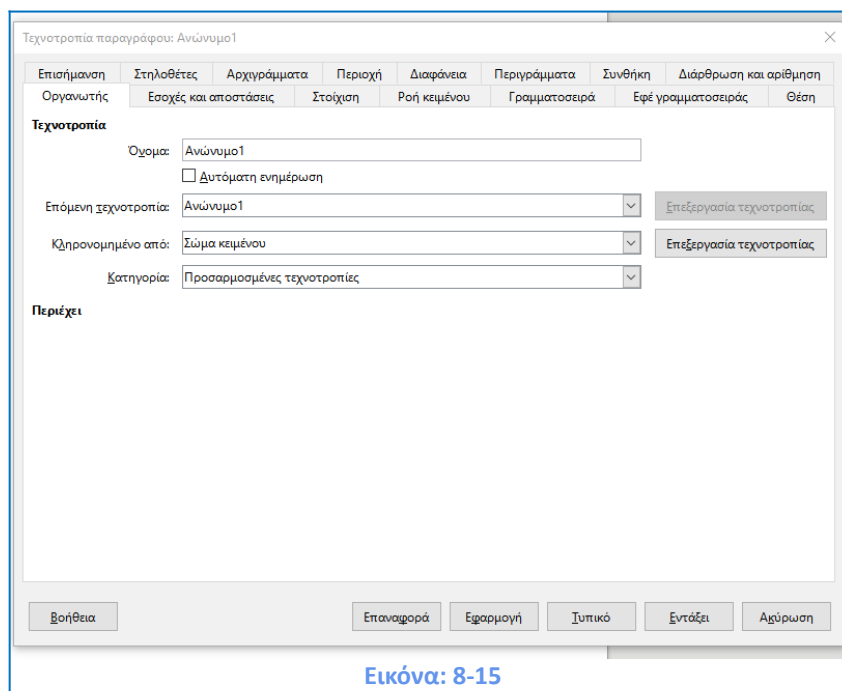 Τεχνοτροπία παραγράφου: Ανώνυμο1
Επισήμανση Στηλοθέτες Αρχιγράμματα Περιοχή Διαφάνεια Περιγράμματα Συνθήκη Διάρθρωση και αρίθμηση
Οργανωτής Εσοχές και αποστάσεις Στοίχιση Ροή κειμένου Γραμματοσειρά Εφέ γραμματοσειράς Θέση
Τεχνοτροπία
Όνομα: Ανώνυμο1
Αυτόματη ενημέρωση
Επόμενη τεχνοτροπία: Ανώνυμο1 Επεξεργασία τεχνοτροπίας
Κληρονομημένο από: Σώμα κειμένου Επεξεργασία τεχνοτροπίας
Κατηγορία: Προσαρμοσμένες τεχνοτροπίες
Περιέχει
Βοήθεια Επαναφορά Εφαρμογή Τυπικό Εντάξει Ακύρωση
Εικόνα: 8-15